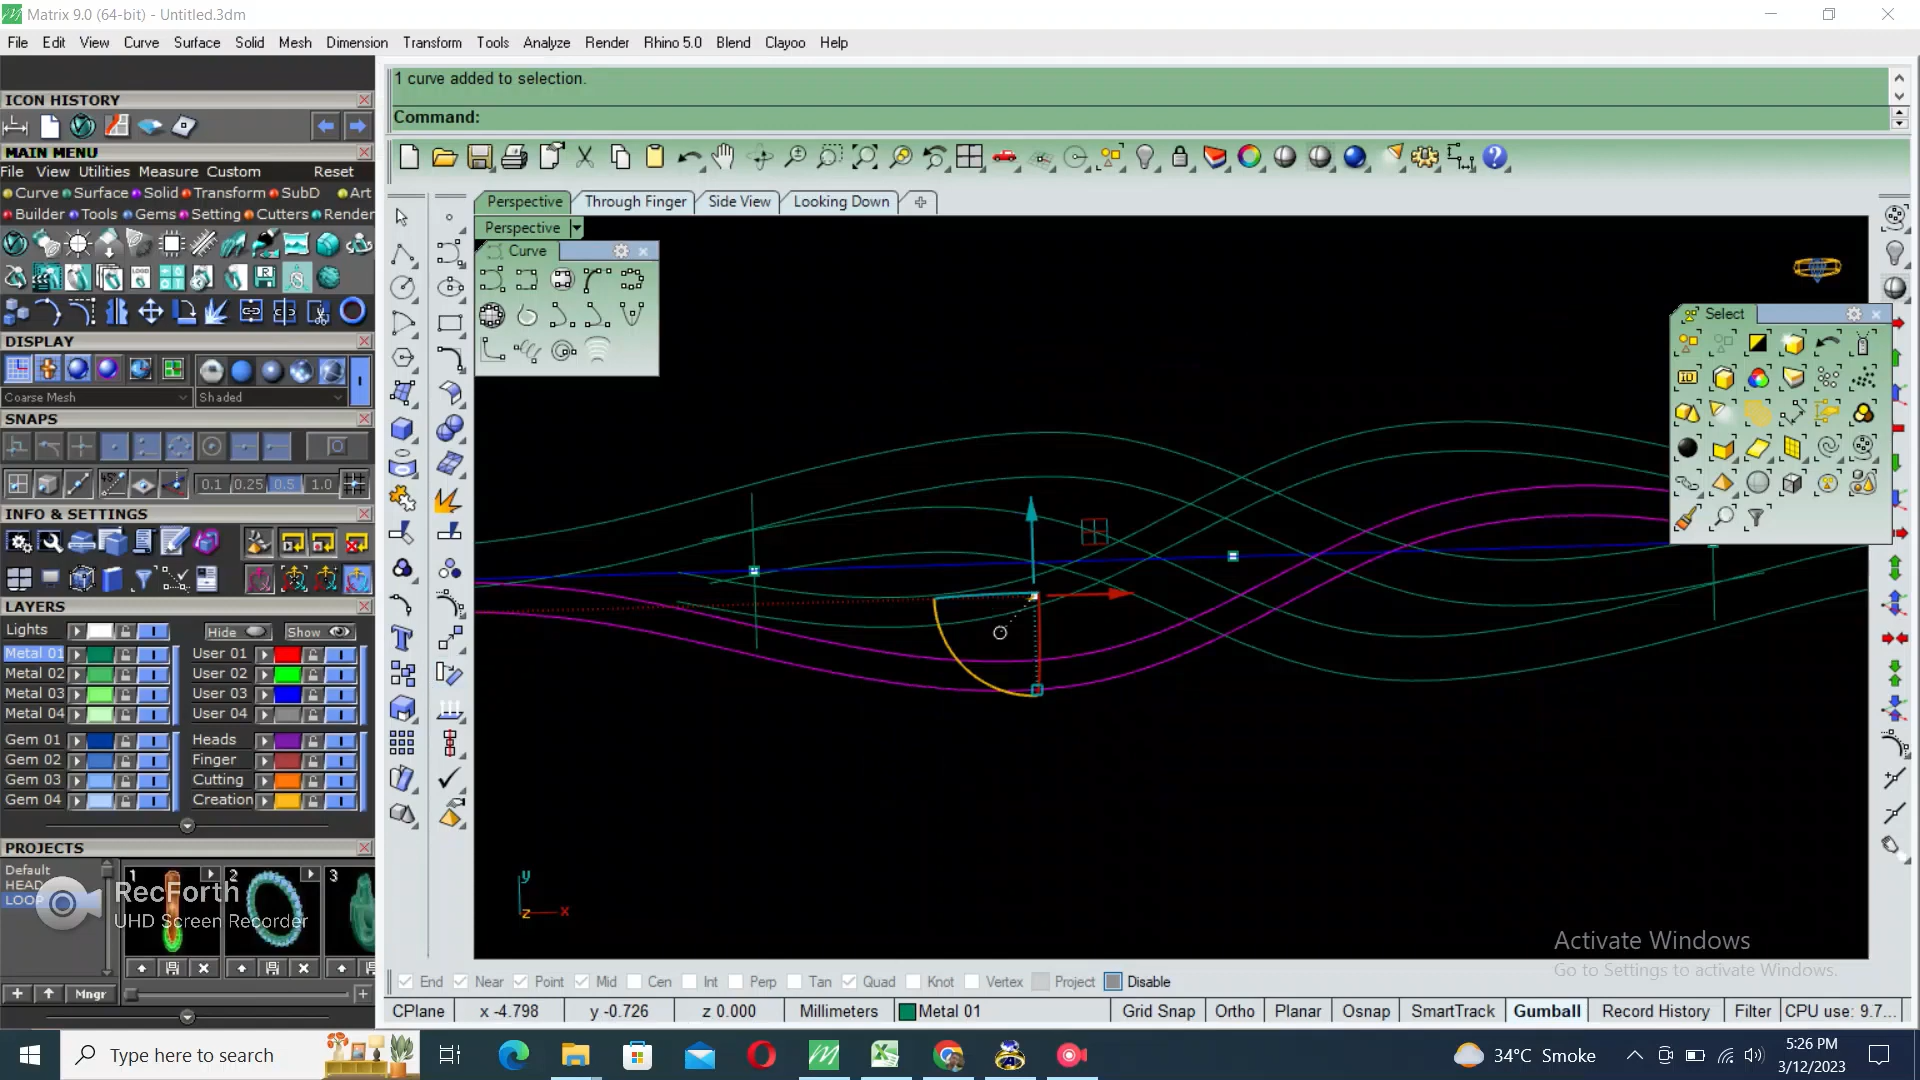 Matrix 9.0 (64-bit) - Untitled.3dm
File Edit View Curve Surface Solid Mesh Dimension Transform Tools Analyze Render Rhino 5.0 Blend Clayoo Help
1 curve added to selection.
Command:
ICON HISTORY
MAIN MENU
File View Utilities Measure Custom Reset
Curve Surface Solid Transform SubD Art
Builder Tools Gems Setting Cutters Render
DISPLAY
Coarse Mesh Shaded
SNAPS
0.1 0.25 0.5 1.0
INFO & SETTINGS
LAYERS
Lights Hide Show
Metal 01 User 01
Metal 02 User 02
Metal 03 User 03
Metal 04 User 04
Gem 01 Heads
Gem 02 Finger
Gem 03 Cutting
Gem 04 Creation
PROJECTS
Default
HEAD
LOOP
1 2 3
RecForth
UHD Screen Recorder
Mngr
Perspective Through Finger Side View Looking Down
Perspective
Curve
Select
ID
y
z x
Activate Windows
Go to Settings to activate Windows.
End Near Point Mid Cen Int Perp Tan Quad Knot Vertex Project Disable
CPlane x -4.798 y -0.726 z 0.000 Millimeters Metal 01 Grid Snap Ortho Planar Osnap SmartTrack Gumball Record History Filter CPU use: 9.7...
Type here to search
34°C Smoke
5:26 PM
3/12/2023